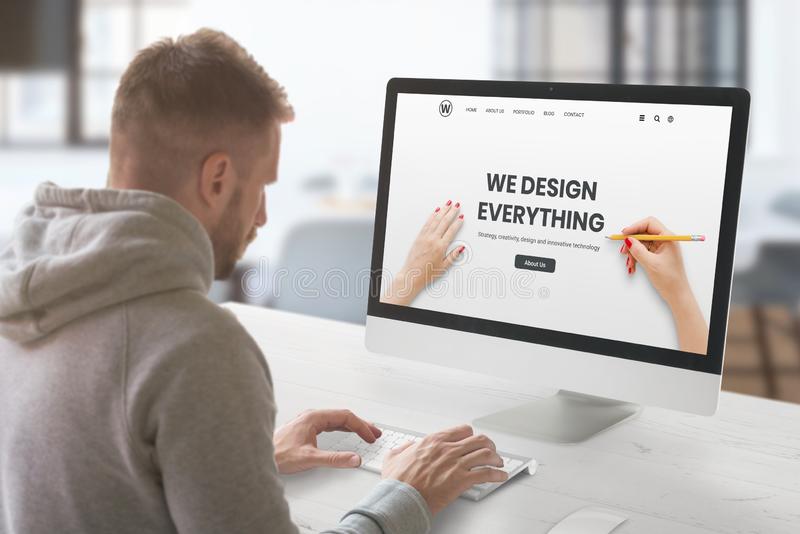 W HOME ABOUT US PORTFOLIO BLOG CONTACT
WE DESIGN
EVERYTHING
Strategy, creativity, design and innovative technology
About Us
dreamstime